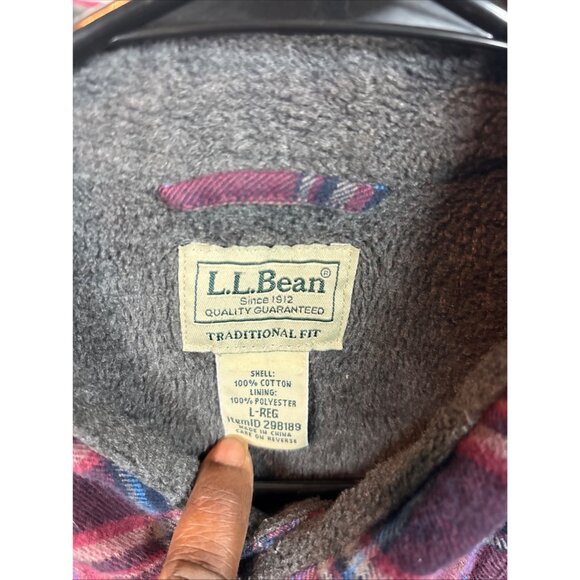 L.L.Bean®
Since 1912
QUALITY GUARANTEED
TRADITIONAL FIT
SHELL:
100% COTTON
LINING:
100% POLYESTER
L-REG
ItemID 298189
MADE IN CHINA
CARE ON REVERSE